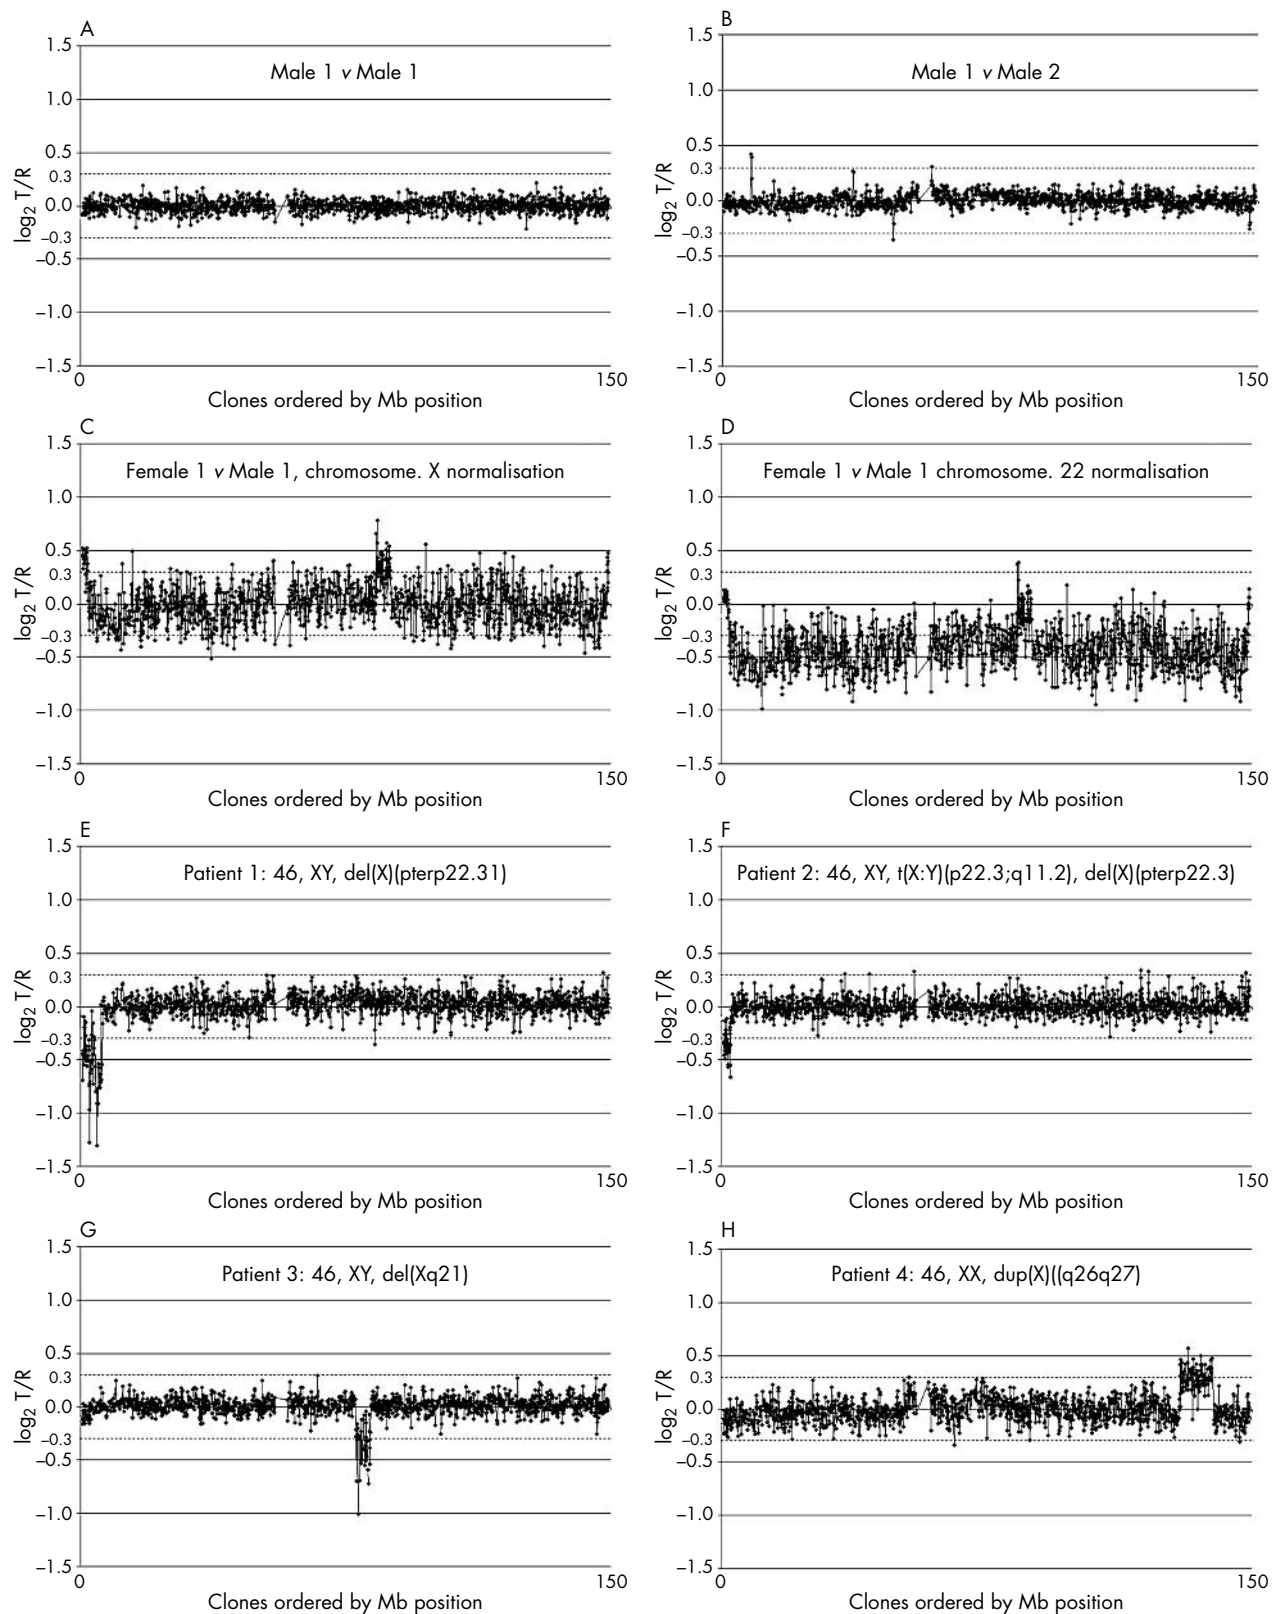 A
1.5
1.0
0.5
0.3
0.0
–0.3
–0.5
–1.0
–1.5
log2 T/R
Male 1 v Male 1
0
150
Clones ordered by Mb position
B
1.5
1.0
0.5
0.3
0.0
–0.3
–0.5
–1.0
–1.5
log2 T/R
Male 1 v Male 2
0
150
Clones ordered by Mb position
C
1.5
1.0
0.5
0.3
0.0
–0.3
–0.5
–1.0
–1.5
log2 T/R
Female 1 v Male 1, chromosome. X normalisation
0
150
Clones ordered by Mb position
D
1.5
1.0
0.5
0.3
0.0
–0.3
–0.5
–1.0
–1.5
log2 T/R
Female 1 v Male 1 chromosome. 22 normalisation
0
150
Clones ordered by Mb position
E
1.5
1.0
0.5
0.3
0.0
–0.3
–0.5
–1.0
–1.5
log2 T/R
Patient 1: 46, XY, del(X)(pterp22.31)
0
150
Clones ordered by Mb position
F
1.5
1.0
0.5
0.3
0.0
–0.3
–0.5
–1.0
–1.5
log2 T/R
Patient 2: 46, XY, t(X:Y)(p22.3;q11.2), del(X)(pterp22.3)
0
150
Clones ordered by Mb position
G
1.5
1.0
0.5
0.3
0.0
–0.3
–0.5
–1.0
–1.5
log2 T/R
Patient 3: 46, XY, del(Xq21)
0
150
Clones ordered by Mb position
H
1.5
1.0
0.5
0.3
0.0
–0.3
–0.5
–1.0
–1.5
log2 T/R
Patient 4: 46, XX, dup(X)((q26q27)
0
150
Clones ordered by Mb position